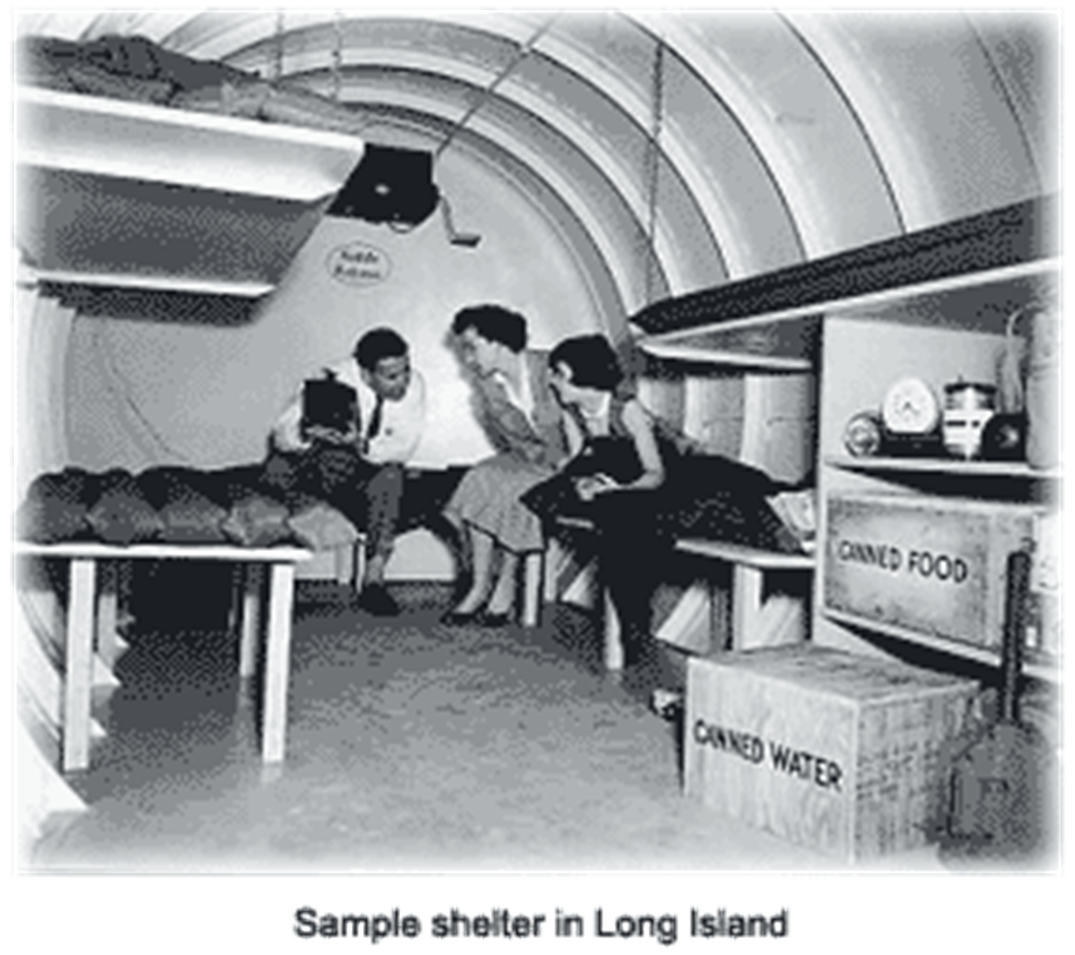 CANNED FOOD
CANNED WATER
Sample shelter in Long Island